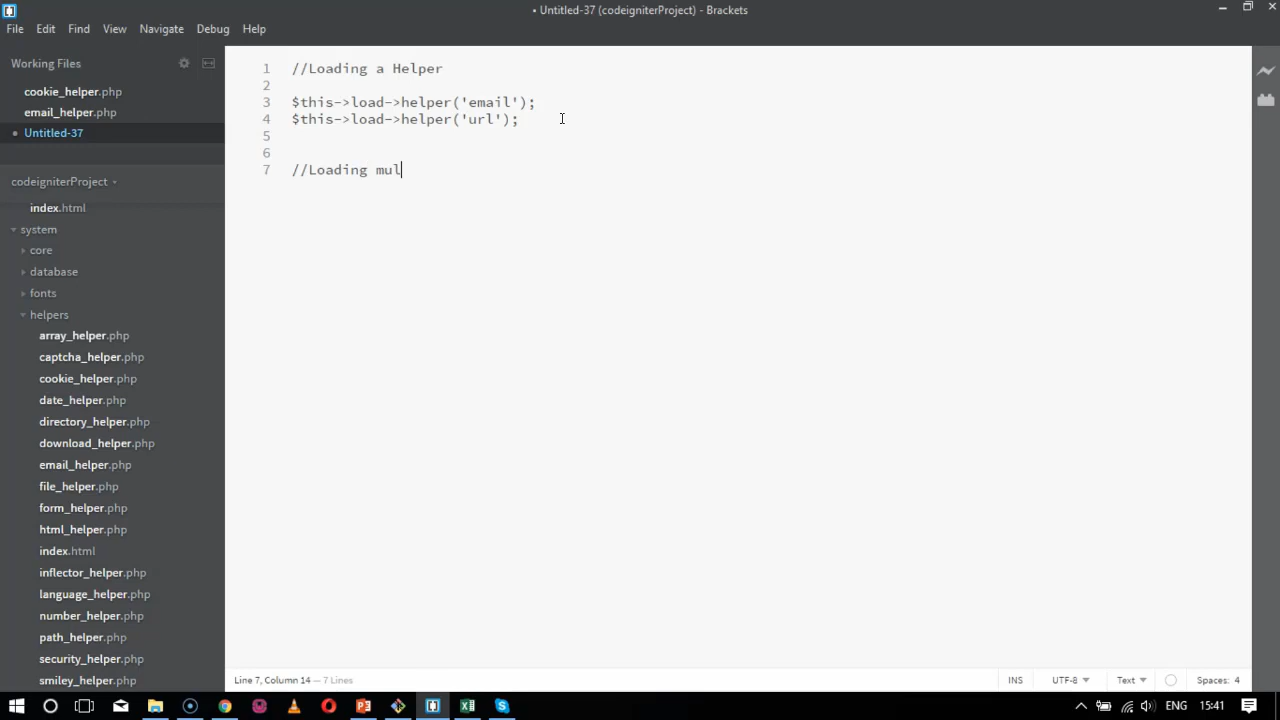 • Untitled-37 (codeigniterProject) - Brackets
File Edit Find View Navigate Debug Help
Working Files
cookie_helper.php
email_helper.php
• Untitled-37
codeigniterProject
index.html
system
core
database
fonts
helpers
array_helper.php
captcha_helper.php
cookie_helper.php
date_helper.php
directory_helper.php
download_helper.php
email_helper.php
file_helper.php
form_helper.php
html_helper.php
index.html
inflector_helper.php
language_helper.php
number_helper.php
path_helper.php
security_helper.php
smiley_helper.php
1 //Loading a Helper
2
3 $this->load->helper('email');
4 $this->load->helper('url');
5
6
7 //Loading mul
Line 7, Column 14 — 7 Lines
INS UTF-8 Text Spaces: 4
ENG 15:41